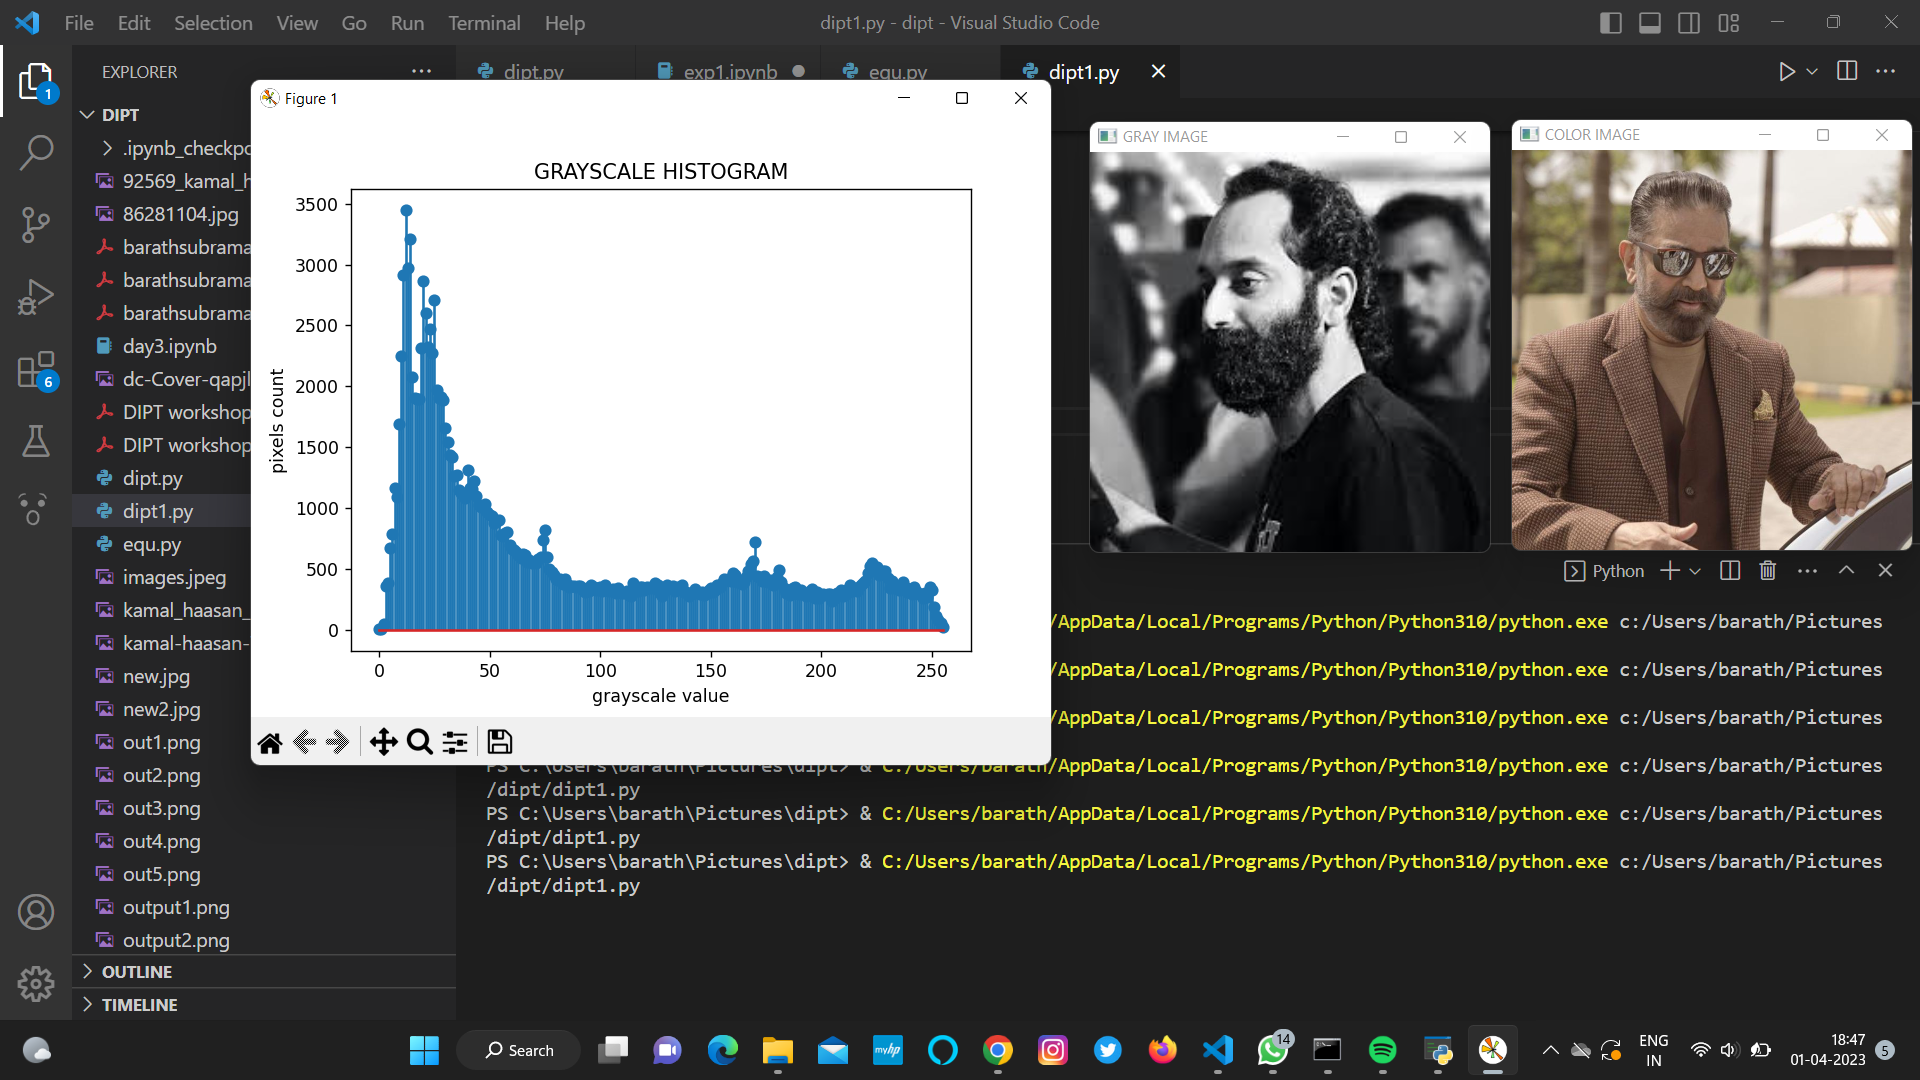 File Edit Selection View Go Run Terminal Help
dipt1.py - dipt - Visual Studio Code
EXPLORER
dipt.py
exp1.ipynb
equ.py
dipt1.py
1
6
DIPT
.ipynb_checkpo
92569_kamal_h
86281104.jpg
barathsubrama
barathsubrama
barathsubrama
day3.ipynb
dc-Cover-qapjl
DIPT workshop
DIPT workshop
dipt.py
dipt1.py
equ.py
images.jpeg
kamal_haasan_
kamal-haasan-
new.jpg
new2.jpg
out1.png
out2.png
out3.png
out4.png
out5.png
output1.png
output2.png
OUTLINE
TIMELINE
Figure 1
GRAYSCALE HISTOGRAM
pixels count
3500
3000
2500
2000
1500
1000
500
0
0 50 100 150 200 250
grayscale value
GRAY IMAGE
COLOR IMAGE
Python
/AppData/Local/Programs/Python/Python310/python.exe c:/Users/barath/Pictures
/AppData/Local/Programs/Python/Python310/python.exe c:/Users/barath/Pictures
/AppData/Local/Programs/Python/Python310/python.exe c:/Users/barath/Pictures
PS C:\Users\barath\Pictures\dipt> & C:/Users/barath/AppData/Local/Programs/Python/Python310/python.exe c:/Users/barath/Pictures
/dipt/dipt1.py
PS C:\Users\barath\Pictures\dipt> & C:/Users/barath/AppData/Local/Programs/Python/Python310/python.exe c:/Users/barath/Pictures
/dipt/dipt1.py
PS C:\Users\barath\Pictures\dipt> & C:/Users/barath/AppData/Local/Programs/Python/Python310/python.exe c:/Users/barath/Pictures
/dipt/dipt1.py
Search
myhp
14
ENG
IN
18:47
01-04-2023
5